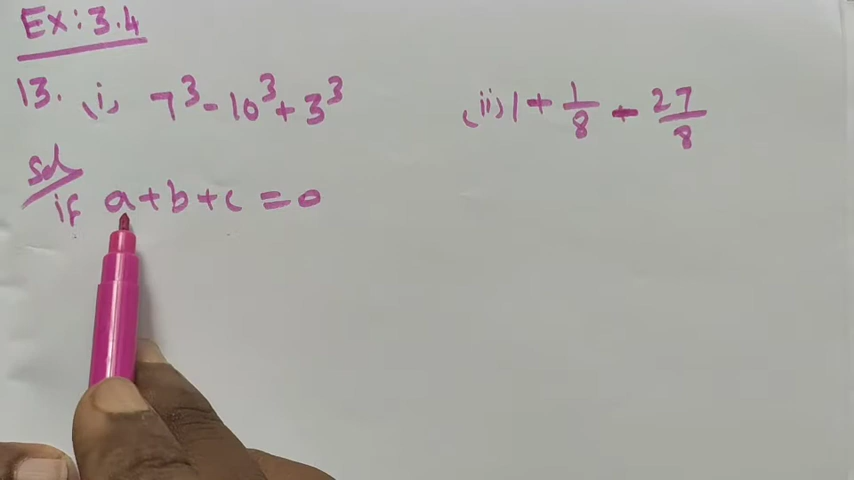 Ex: 3.4
13. (i) 7³ - 10³ + 3³
(ii) 1 + 1/8 - 27/8
Sol
if a + b + c = 0